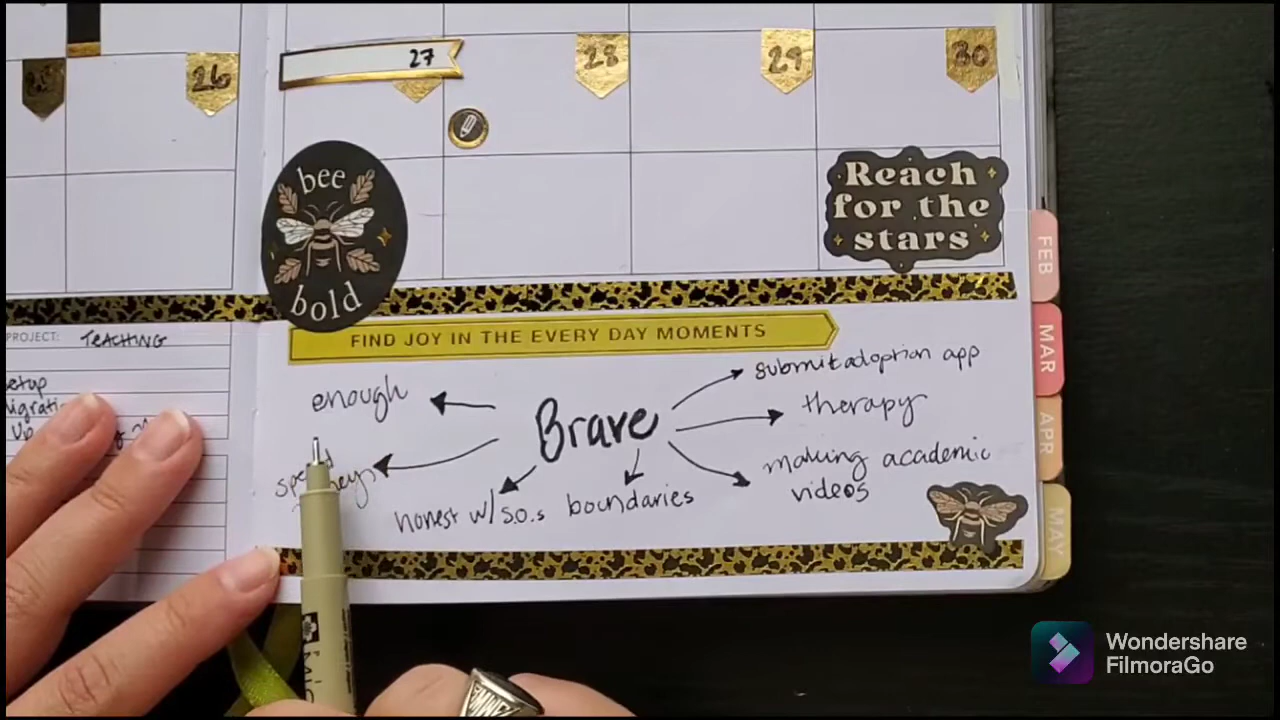 26
27
28
29
30
bee
bold
Reach
for the
stars
FEB
MAR
APR
MAY
PROJECT: TEACHING
FIND JOY IN THE EVERY DAY MOMENTS
enough
Brave
submit adoption app
therapy
making academic
videos
boundaries
honest w/ S.O.s
Wondershare
FilmoraGo